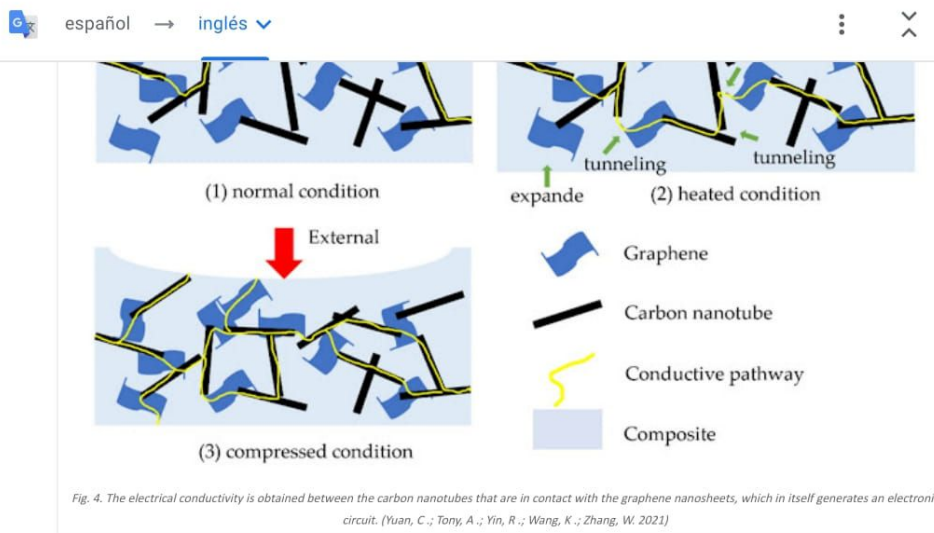 español → inglés
tunneling
tunneling
expande
(1) normal condition
(2) heated condition
External
Graphene
Carbon nanotube
Conductive pathway
Composite
(3) compressed condition
Fig. 4. The electrical conductivity is obtained between the carbon nanotubes that are in contact with the graphene nanosheets, which in itself generates an electroni
circuit. (Yuan, C .; Tony, A .; Yin, R .; Wang, K .; Zhang, W. 2021)